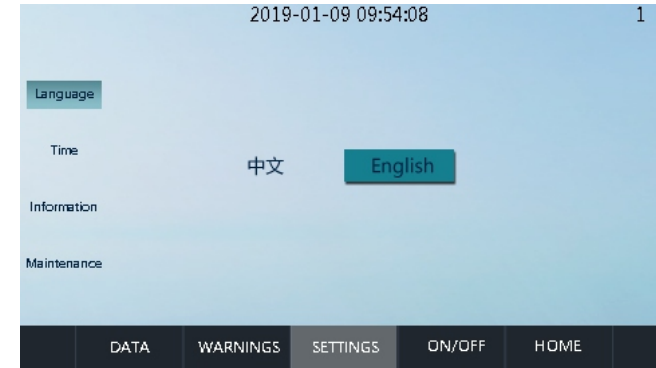 2019-01-09 09:54:08 1
Language
Time
中文 English
Information
Maintenance
DATA WARNINGS SETTINGS ON/OFF HOME